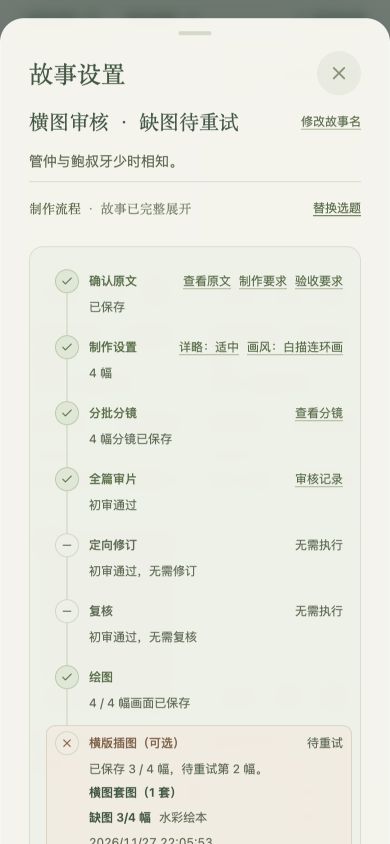 故事设置
横图审核 · 缺图待重试 修改故事名
管仲与鲍叔牙少时相知。
制作流程 · 故事已完整展开 替换选题
确认原文 查看原文 制作要求 验收要求
已保存
制作设置 详略：适中 画风：白描连环画
4 幅
分批分镜 查看分镜
4 幅分镜已保存
全篇审片 审核记录
初审通过
定向修订 无需执行
初审通过，无需修订
复核 无需执行
初审通过，无需复核
绘图
4 / 4 幅画面已保存
横版插图（可选） 待重试
已保存 3 / 4 幅，待重试第 2 幅。
横图套图（1 套）
缺图 3/4 幅 水彩绘本
2026/11/27 22:05:53